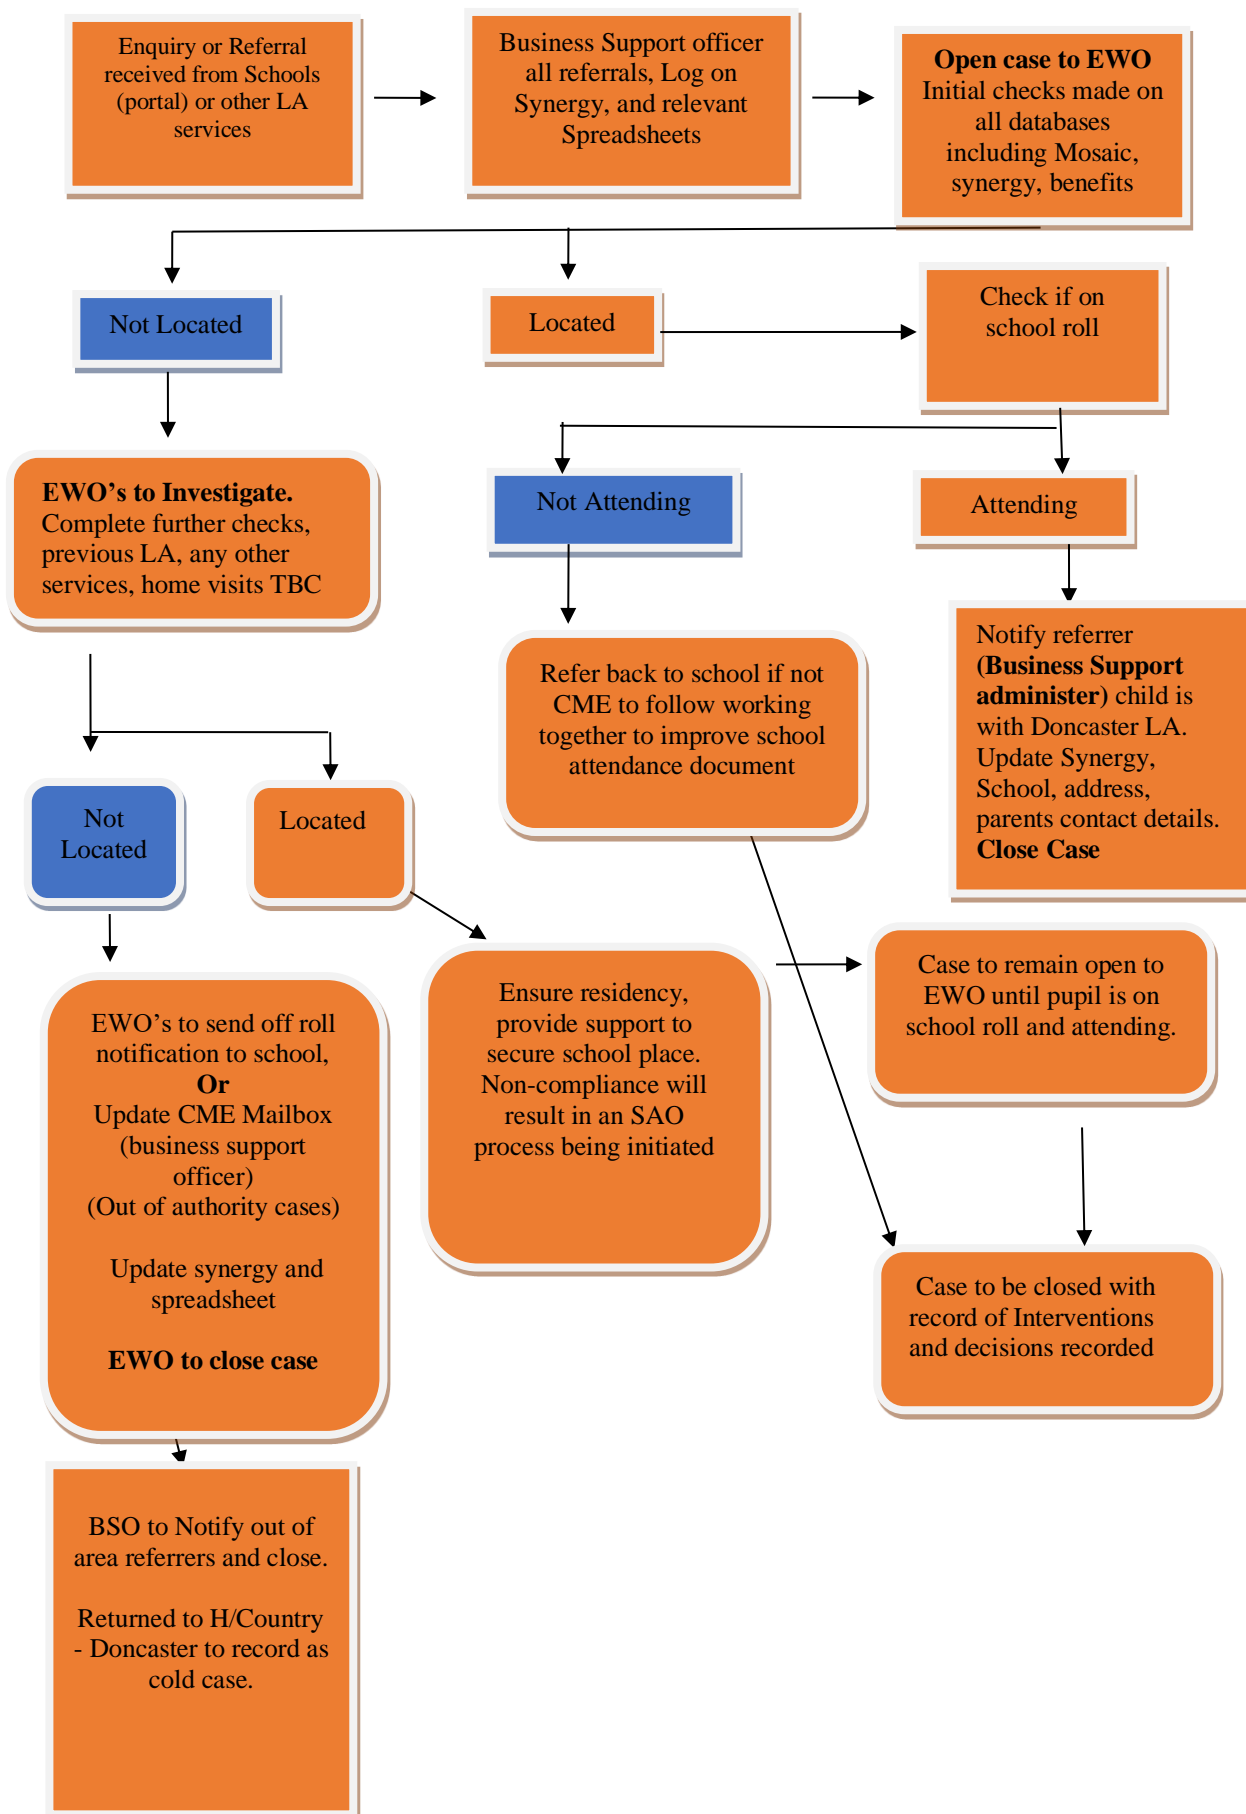 Enquiry or Referral
received from Schools
(portal) or other LA
services
Business Support officer
all referrals, Log on
Synergy, and relevant
Spreadsheets
Open case to EWO
Initial checks made on
all databases
including Mosaic,
synergy, benefits
Not Located
Located
Check if on
school roll
EWO’s to Investigate.
Complete further checks,
previous LA, any other
services, home visits TBC
Not Attending
Attending
Refer back to school if not
CME to follow working
together to improve school
attendance document
Notify referrer
(Business Support
administer) child is
with Doncaster LA.
Update Synergy,
School, address,
parents contact details.
Close Case
Not
Located
Located
EWO’s to send off roll
notification to school,
Or
Update CME Mailbox
(business support
officer)
(Out of authority cases)
Update synergy and
spreadsheet
EWO to close case
Ensure residency,
provide support to
secure school place.
Non-compliance will
result in an SAO
process being initiated
Case to remain open to
EWO until pupil is on
school roll and attending.
Case to be closed with
record of Interventions
and decisions recorded
BSO to Notify out of
area referrers and close.
Returned to H/Country
- Doncaster to record as
cold case.